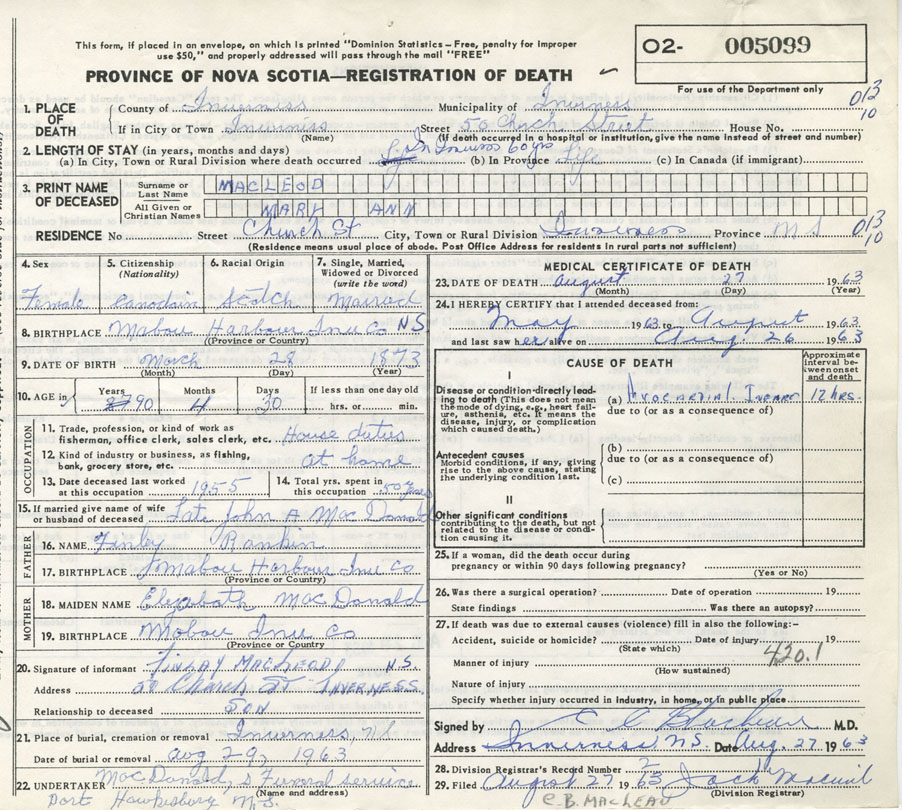 This form, if placed in an envelope, on which is printed "Dominion Statistics — Free, penalty for improper
use $50," and properly addressed will pass through the mail "FREE"
O2- 005099
PROVINCE OF NOVA SCOTIA—REGISTRATION OF DEATH
For use of the Department only
1. PLACE OF DEATH
County of Inverness Municipality of Inverness 013
If in City or Town Inverness (Name) Street 50 Church Street House No. 10
(If death occurred in a hospital or institution, give the name instead of street and number)
2. LENGTH OF STAY (in years, months and days)
(a) In City, Town or Rural Division where death occurred In Inverness 60 yrs (b) In Province Life (c) In Canada (if immigrant)
3. PRINT NAME OF DECEASED
Surname or Last Name MACLEOD
All Given or Christian Names MARY ANN
RESIDENCE No Street Church St City, Town or Rural Division Inverness Province N S 013
10
(Residence means usual place of abode. Post Office Address for residents in rural parts not sufficient)
4. Sex
Female
5. Citizenship (Nationality)
Canadain
6. Racial Origin
Scotch
7. Single, Married, Widowed or Divorced (write the word)
Married
8. BIRTHPLACE Mabou Harbour Inv Co N.S.
(Province or Country)
9. DATE OF BIRTH March 28 1873
(Month) (Day) (Year)
10. AGE in Years 90 Months 4 Days 30 If less than one day old hrs. or min.
OCCUPATION
11. Trade, profession, or kind of work as fisherman, office clerk, sales clerk, etc. House duties
12. Kind of industry or business, as fishing, bank, grocery store, etc. at home
13. Date deceased last worked at this occupation 1955
14. Total yrs. spent in this occupation 50 years
15. If married give name of wife or husband of deceased Late John A MacDonald
FATHER
16. NAME Finley Rankin
17. BIRTHPLACE Mabou Harbour Inv Co
(Province or Country)
MOTHER
18. MAIDEN NAME Elizabeth MacDonald
19. BIRTHPLACE Mabou Inv Co
(Province or Country)
20. Signature of informant FINLAY MACLEOD N.S.
Address 50 CHURCH ST INVERNESS
Relationship to deceased SON
21. Place of burial, cremation or removal Inverness, NS
Date of burial or removal Aug 29, 1963
22. UNDERTAKER MacDonald,s Funeral service
(Name and address)
Port Hawkesbury N.S.
MEDICAL CERTIFICATE OF DEATH
23. DATE OF DEATH August 27 1963
(Month) (Day) (Year)
24. I HEREBY CERTIFY that I attended deceased from:
May 1963 to August 1963
and last saw her alive on Aug. 26 1963
CAUSE OF DEATH
Approximate interval between onset and death
I
Disease or condition directly leading to death (This does not mean the mode of dying, e.g., heart failure, asthenia, etc. It means the disease, injury, or complication which caused death.)
(a) MYOCARDIAL INFARCT 12 hrs.
due to (or as a consequence of)
Antecedent causes
Morbid conditions, if any, giving rise to the above cause, stating the underlying condition last.
(b)
due to (or as a consequence of)
(c)
II
Other significant conditions
contributing to the death, but not related to the disease or condition causing it.
25. If a woman, did the death occur during pregnancy or within 90 days following pregnancy?
(Yes or No)
26. Was there a surgical operation? Date of operation 19
State findings Was there an autopsy?
27. If death was due to external causes (violence) fill in also the following:-
Accident, suicide or homicide? Date of injury 19
(State which)
420.1
Manner of injury
(How sustained)
Nature of injury
Specify whether injury occurred in industry, in home, or in public place
Signed by M.D.
Address Inverness N.S. Date Aug. 27 1963
28. Division Registrar's Record Number 2
29. Filed August 27 1963 Jack
(Division Registrar)
C.B. MACLEAN